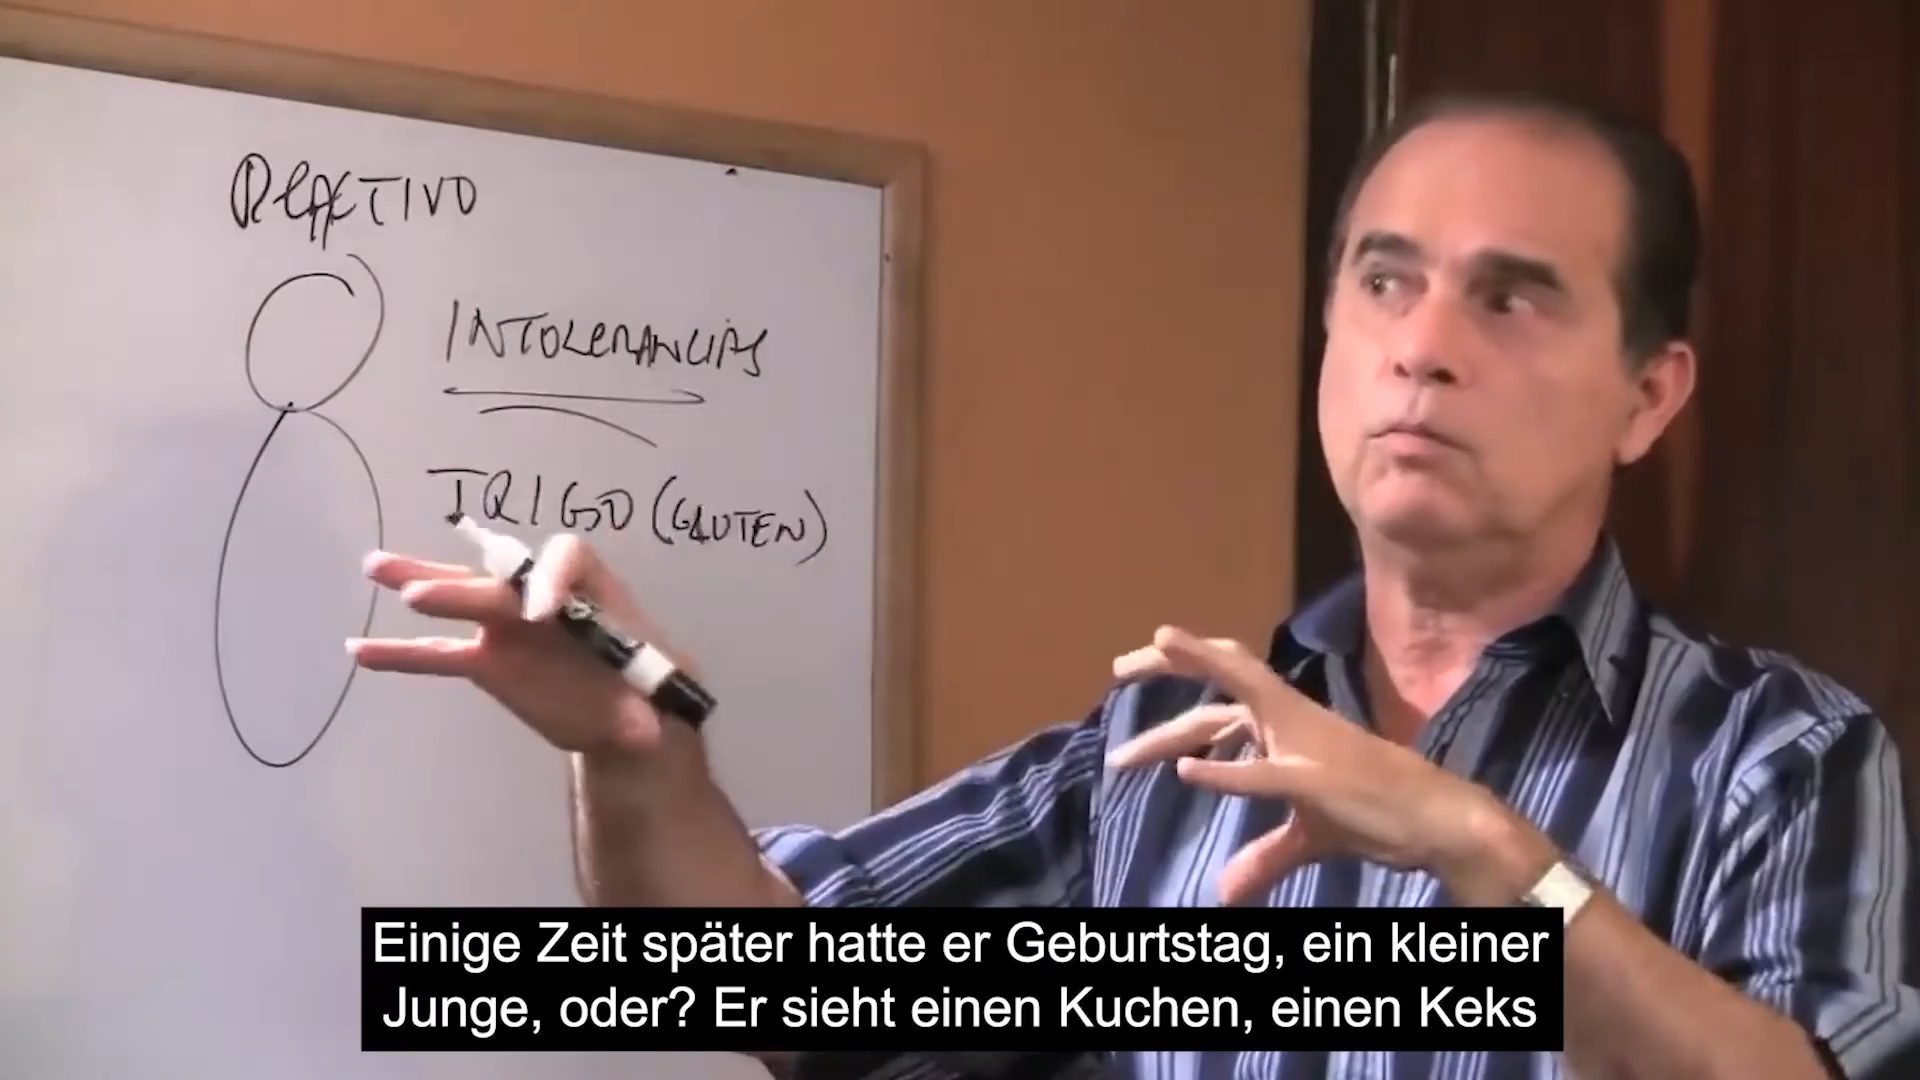 REACTIVO
INTOLERANCIAS
TRIGO (GLUTEN)
Einige Zeit später hatte er Geburtstag, ein kleiner
Junge, oder? Er sieht einen Kuchen, einen Keks